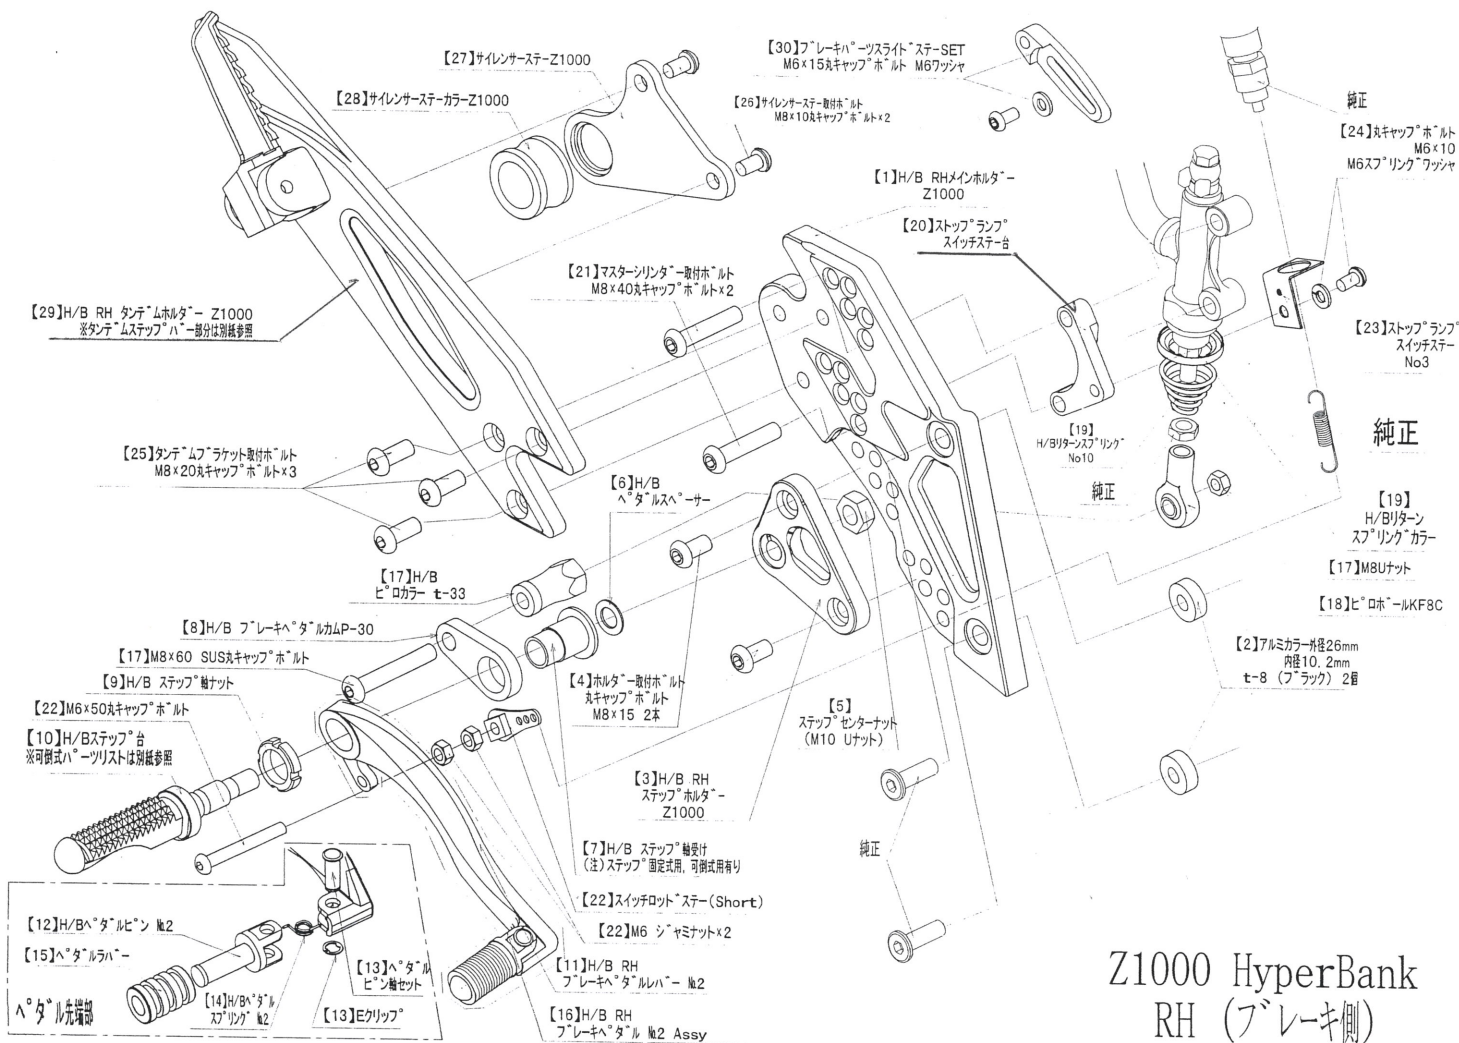 【27】サイレンサーステーZ1000
【28】サイレンサーステーカラーZ1000
【30】ブレーキパーツスライドステーSET
M6×15丸キャップボルト M6ワッシャ
【26】サイレンサーステー取付ボルト
M8×10丸キャップボルト×2
純正
【24】丸キャップボルト
M6×10
M6スプリングワッシャ
【1】H/B RHメインホルダー
Z1000
【20】ストップランプ
スイッチステー台
【21】マスターシリンダー取付ボルト
M8×40丸キャップボルト×2
【29】H/B RH タンデムホルダー Z1000
※タンデムステップバー部分は別紙参照
【23】ストップランプ
スイッチステー
No3
【19】
H/Bリターンスプリング
No10
純正
純正
【25】タンデムブラケット取付ボルト
M8×20丸キャップボルト×3
【6】H/B
ペダルスペーサー
【19】
H/Bリターン
スプリングカラー
【17】M8Uナット
【18】ピロボールKF8C
【17】H/B
ピロカラー t-33
【8】H/B ブレーキペダルカムP-30
【17】M8×60 SUS丸キャップボルト
【9】H/B ステップ軸ナット
【22】M6×50丸キャップボルト
【10】H/Bステップ台
※可倒式パーツリストは別紙参照
【4】ホルダー取付ボルト
丸キャップボルト
M8×15 2本
【5】
ステップセンターナット
(M10 Uナット)
【2】アルミカラー外径26mm
内径10.2mm
t-8 (ブラック) 2個
【3】H/B RH
ステップホルダー
Z1000
【7】H/B ステップ軸受け
(注)ステップ固定式用, 可倒式用有り
純正
【22】スイッチロッドステー(Short)
【22】M6 ジャミナット×2
【12】H/Bペダルピン №2
【15】ペダルラバー
【13】ペダル
ピン軸セット
【14】H/Bペダル
スプリング №2
【13】Eクリップ
ペダル先端部
【11】H/B RH
ブレーキペダルレバー №2
【16】H/B RH
ブレーキペダル №2 Assy
Z1000 HyperBank
RH (ブレーキ側)